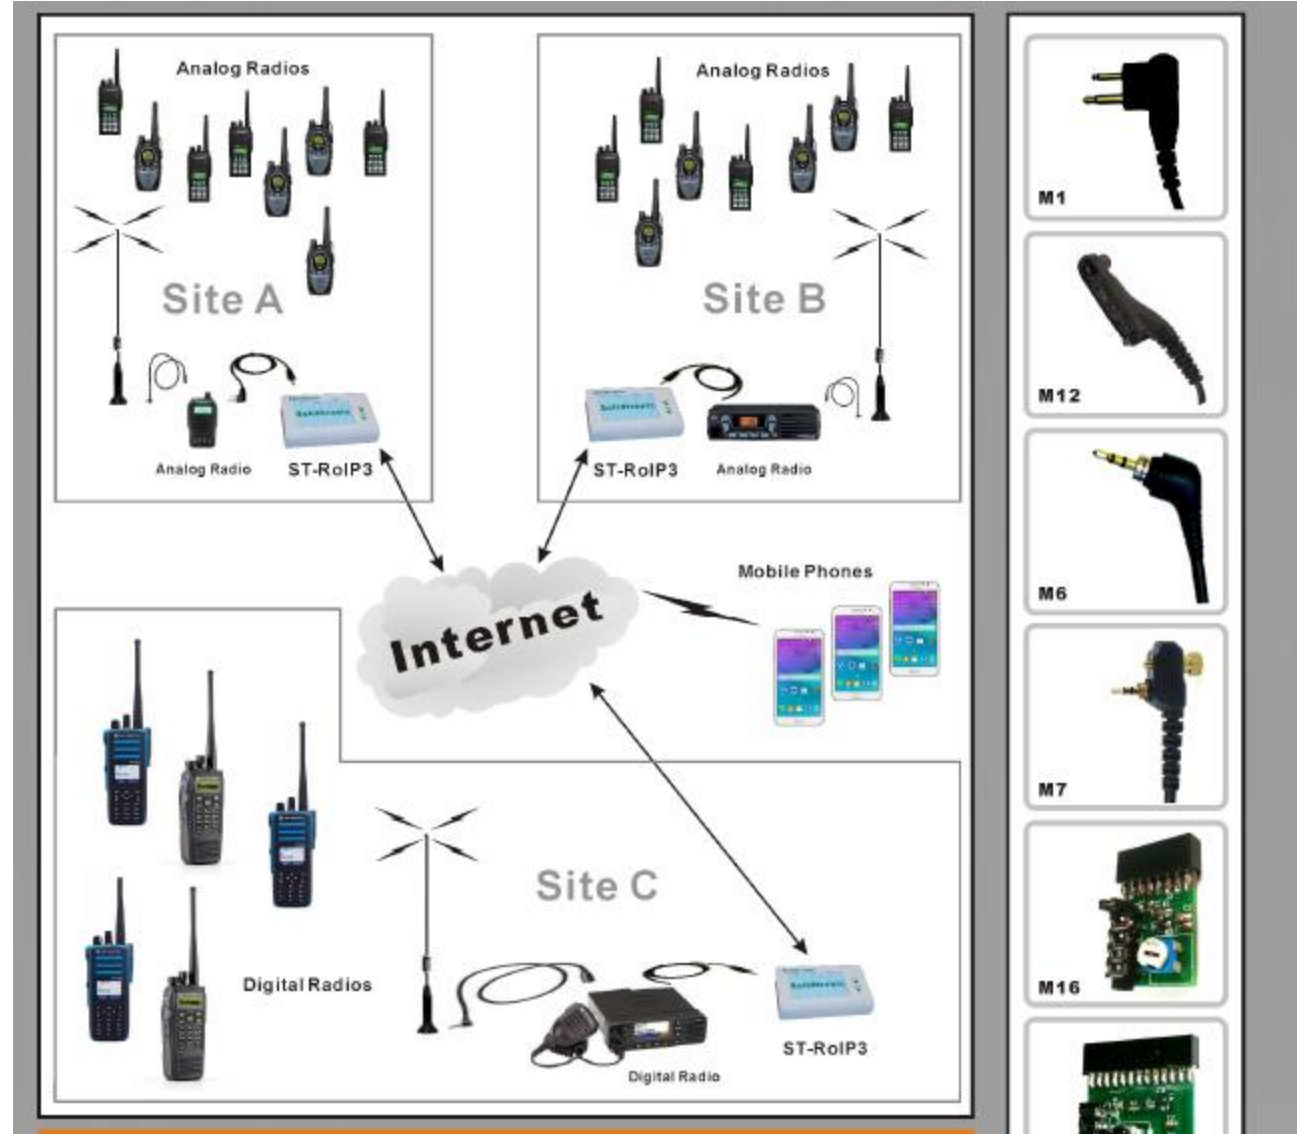 Analog Radios
Analog Radios
Site A
Site B
Analog Radio
ST-RoIP3
ST-RoIP3
Analog Radio
Internet
Mobile Phones
Site C
Digital Radios
ST-RoIP3
Digital Radio
M1
M12
M6
M7
M16